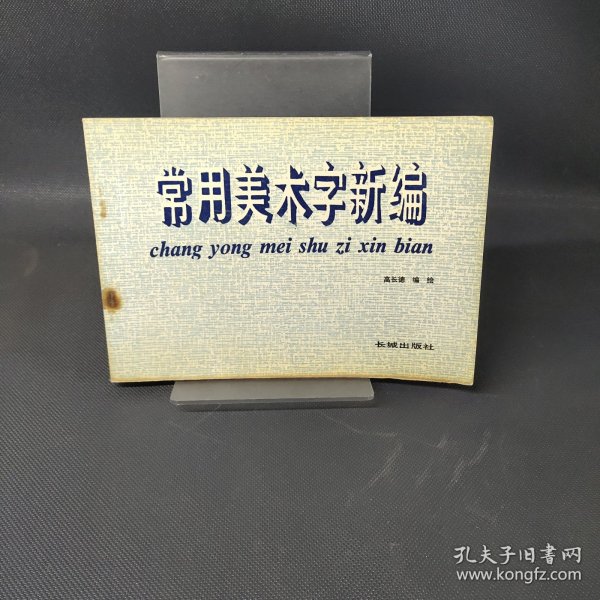 常用美术字新编
chang yong mei shu zi xin bian
高长德 编 绘
长城出版社
孔夫子旧书网
www.kongfz.com